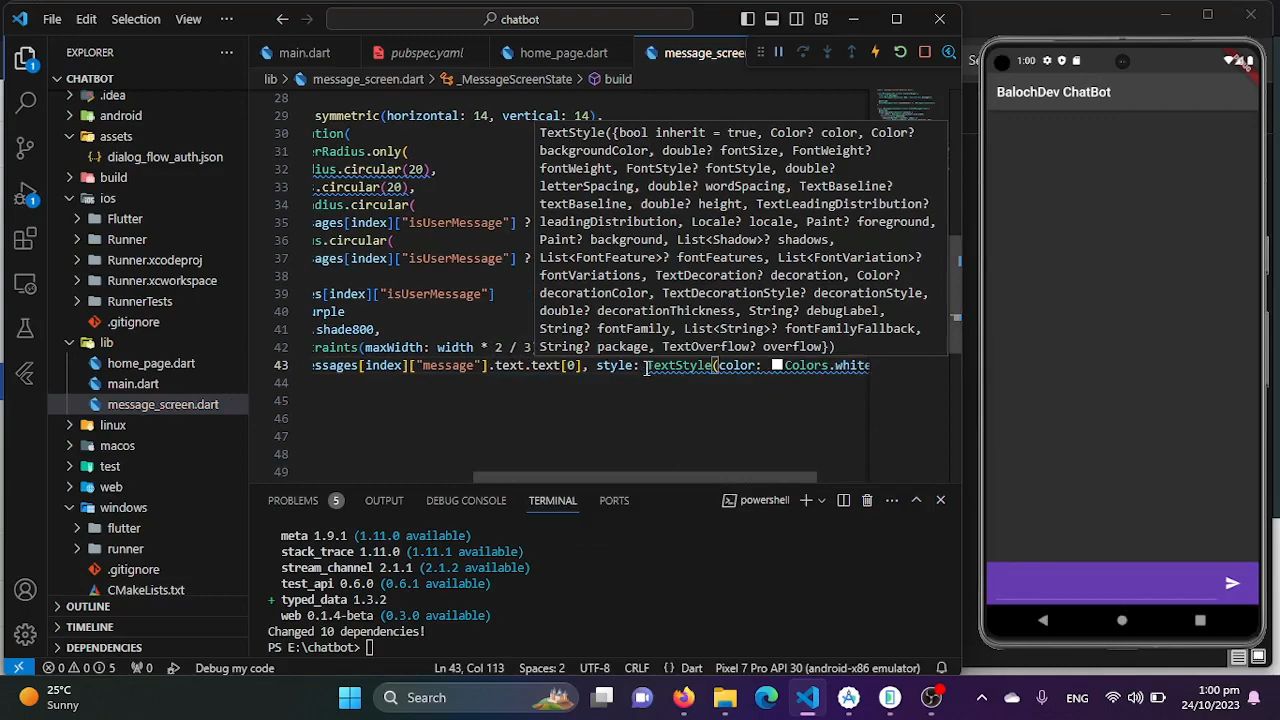 File Edit Selection View ··· chatbot
EXPLORER
CHATBOT
.idea
android
assets
dialog_flow_auth.json
build
ios
Flutter
Runner
Runner.xcodeproj
Runner.xcworkspace
RunnerTests
.gitignore
lib
home_page.dart
main.dart
message_screen.dart
linux
macos
test
web
windows
flutter
runner
.gitignore
CMakeLists.txt
OUTLINE
TIMELINE
DEPENDENCIES
1
1
main.dart pubspec.yaml home_page.dart message_screen
lib > message_screen.dart > _MessageScreenState > build
28
29 symmetric(horizontal: 14, vertical: 14),
30 tion(
31 rRadius.only(
32 ius.circular(20),
33 s.circular(20),
34 adius.circular(
35 ages[index]["isUserMessage"] ?
36 us.circular(
37 ages[index]["isUserMessage"] ?
38
39 es[index]["isUserMessage"]
40 urple
41 .shade800,
42 raints(maxWidth: width * 2 / 3
43 essages[index]["message"].text.text[0], style: TextStyle(color: Colors.white
44
45
46
47
48
49
TextStyle({bool inherit = true, Color? color, Color?
backgroundColor, double? fontSize, FontWeight?
fontWeight, FontStyle? fontStyle, double?
letterSpacing, double? wordSpacing, TextBaseline?
textBaseline, double? height, TextLeadingDistribution?
leadingDistribution, Locale? locale, Paint? foreground,
Paint? background, List<Shadow>? shadows,
List<FontFeature>? fontFeatures, List<FontVariation>?
fontVariations, TextDecoration? decoration, Color?
decorationColor, TextDecorationStyle? decorationStyle,
double? decorationThickness, String? debugLabel,
String? fontFamily, List<String>? fontFamilyFallback,
String? package, TextOverflow? overflow})
PROBLEMS 5 OUTPUT DEBUG CONSOLE TERMINAL PORTS powershell
meta 1.9.1 (1.11.0 available)
stack_trace 1.11.0 (1.11.1 available)
stream_channel 2.1.1 (2.1.2 available)
test_api 0.6.0 (0.6.1 available)
+ typed_data 1.3.2
web 0.1.4-beta (0.3.0 available)
Changed 10 dependencies!
PS E:\chatbot>
0 0 5 0 Debug my code Ln 43, Col 113 Spaces: 2 UTF-8 CRLF { } Dart Pixel 7 Pro API 30 (android-x86 emulator)
1:00
BalochDev ChatBot
25°C
Sunny
Search
ENG
1:00 pm
24/10/2023